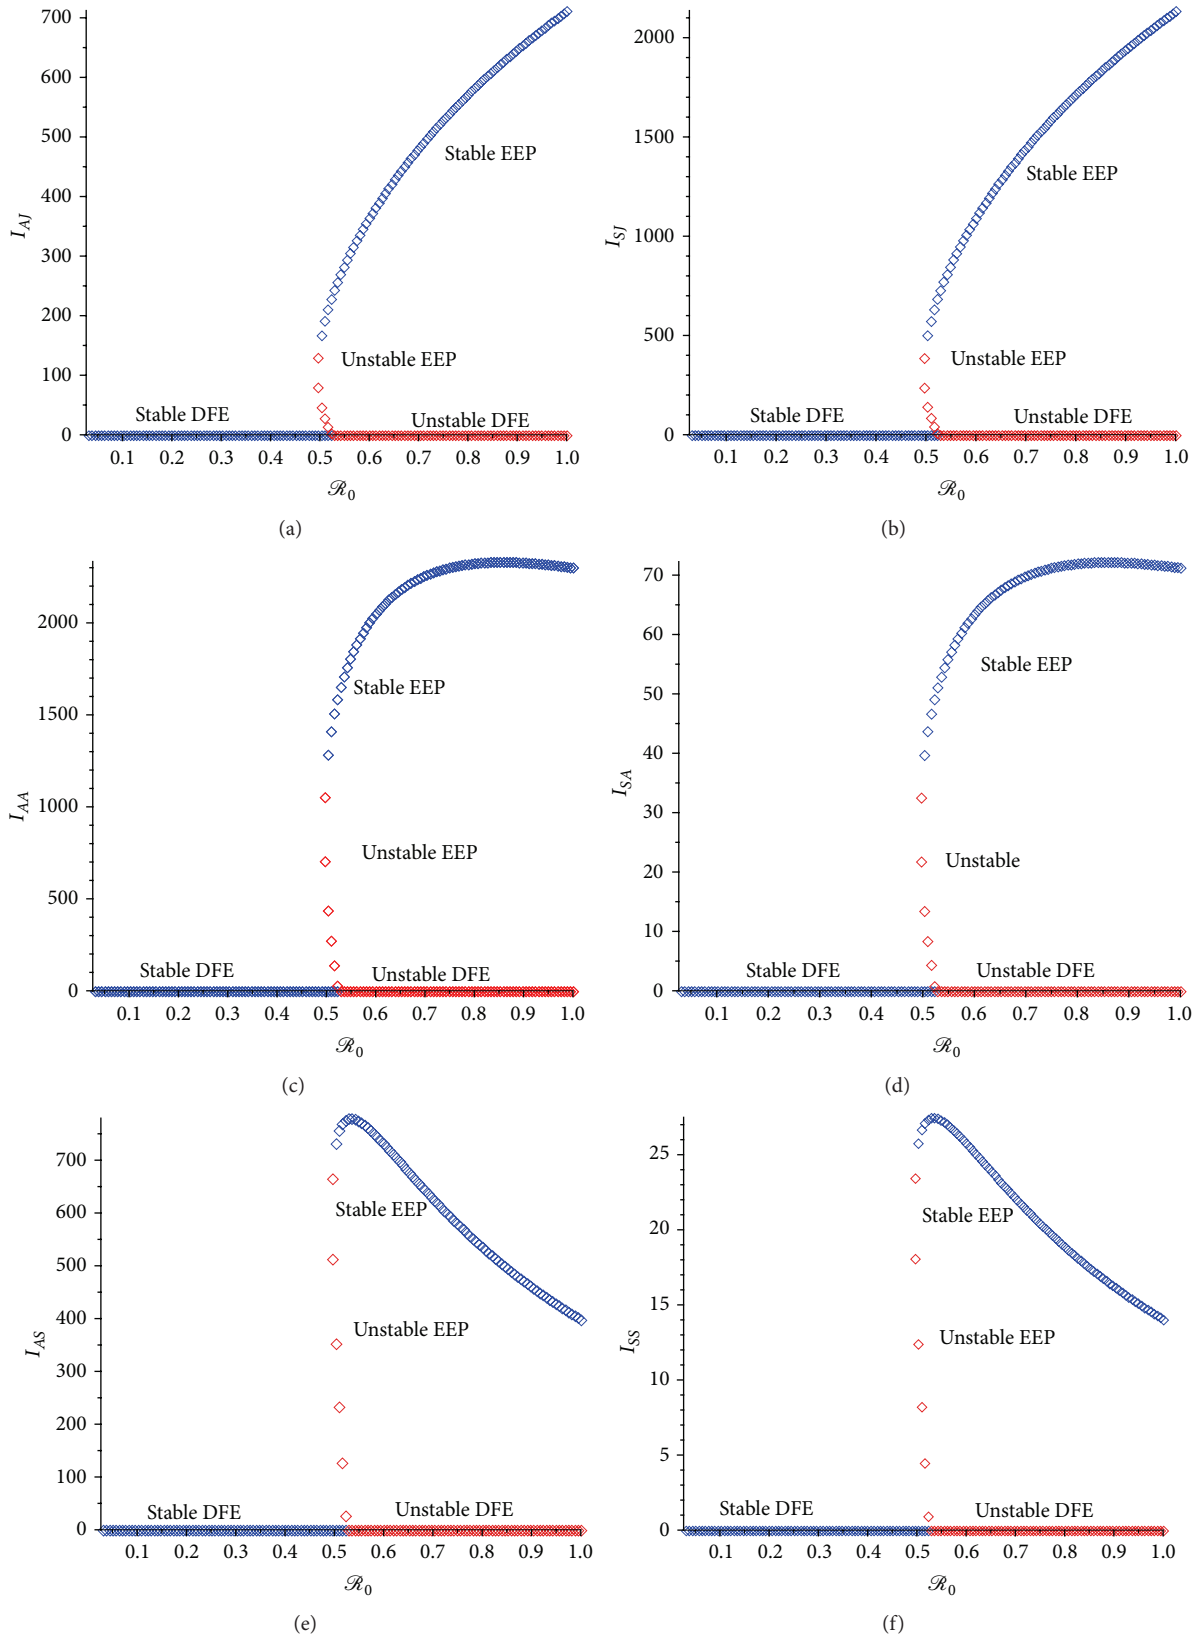 700
600
500
400
300
200
100
0
I_AJ
Stable EEP
Unstable EEP
Stable DFE
Unstable DFE
0.1 0.2 0.3 0.4 0.5 0.6 0.7 0.8 0.9 1.0
ℛ0
(a)
2000
1500
1000
500
0
I_SJ
Stable EEP
Unstable EEP
Stable DFE
Unstable DFE
0.1 0.2 0.3 0.4 0.5 0.6 0.7 0.8 0.9 1.0
ℛ0
(b)
2000
1500
1000
500
0
I_AA
Stable EEP
Unstable EEP
Stable DFE
Unstable DFE
0.1 0.2 0.3 0.4 0.5 0.6 0.7 0.8 0.9 1.0
ℛ0
(c)
70
60
50
40
30
20
10
0
I_SA
Stable EEP
Unstable
Stable DFE
Unstable DFE
0.1 0.2 0.3 0.4 0.5 0.6 0.7 0.8 0.9 1.0
ℛ0
(d)
700
600
500
400
300
200
100
0
I_AS
Stable EEP
Unstable EEP
Stable DFE
Unstable DFE
0.1 0.2 0.3 0.4 0.5 0.6 0.7 0.8 0.9 1.0
ℛ0
(e)
25
20
15
10
5
0
I_SS
Stable EEP
Unstable EEP
Stable DFE
Unstable DFE
0.1 0.2 0.3 0.4 0.5 0.6 0.7 0.8 0.9 1.0
ℛ0
(f)